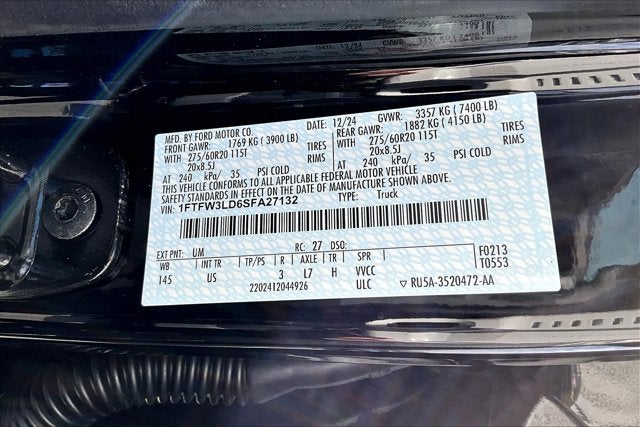 MFD. BY FORD MOTOR CO. DATE: 12/24 GVWR: 3357 KG ( 7400 LB)
FRONT GAWR: 1769 KG ( 3900 LB) REAR GAWR: 1882 KG ( 4150 LB)
WITH 275/60R20 115T TIRES WITH 275/60R20 115T TIRES
20x8.5J RIMS 20x8.5J RIMS
AT 240 kPa/ 35 PSI COLD AT 240 kPa/ 35 PSI COLD
THIS VEHICLE CONFORMS TO ALL APPLICABLE FEDERAL MOTOR VEHICLE
SAFETY STANDARDS IN EFFECT ON THE DATE OF MANUFACTURE SHOWN ABOVE.
VIN: 1FTFW3LD6SFA27132 TYPE: Truck
EXT PNT: UM RC: 27 DSO: F0213
WB INT TR TP/PS R AXLE TR SPR T0553
145 US 3 L7 H VVCC
2202412044926 ULC RU5A-3520472-AA